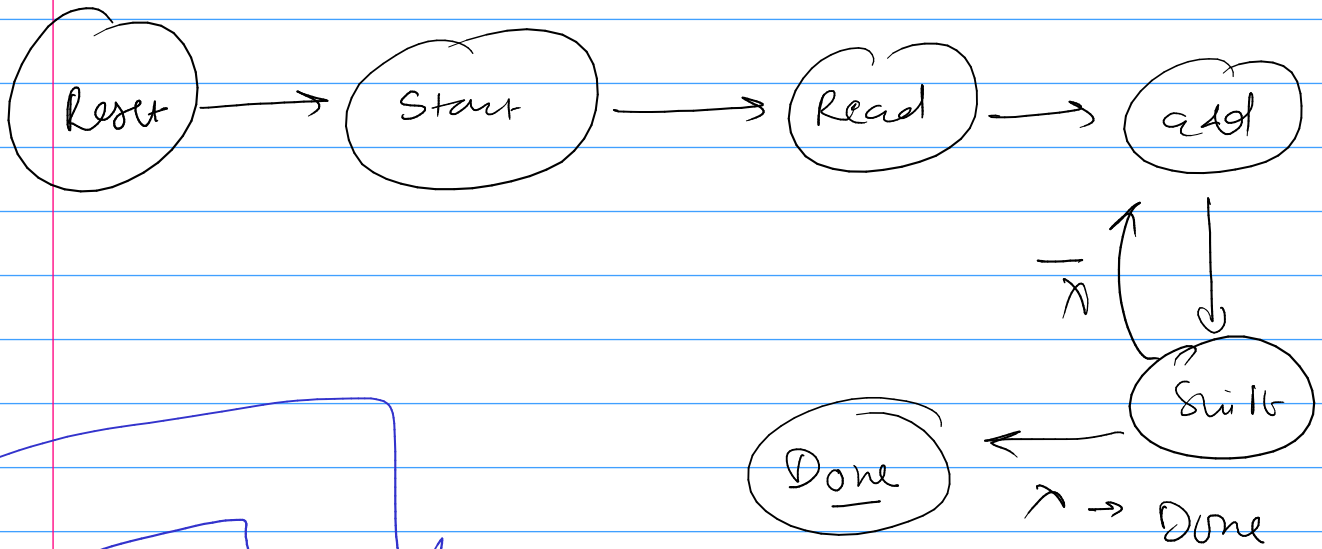 Reset Start Read add
λ̅
Shift
Done
λ → Done